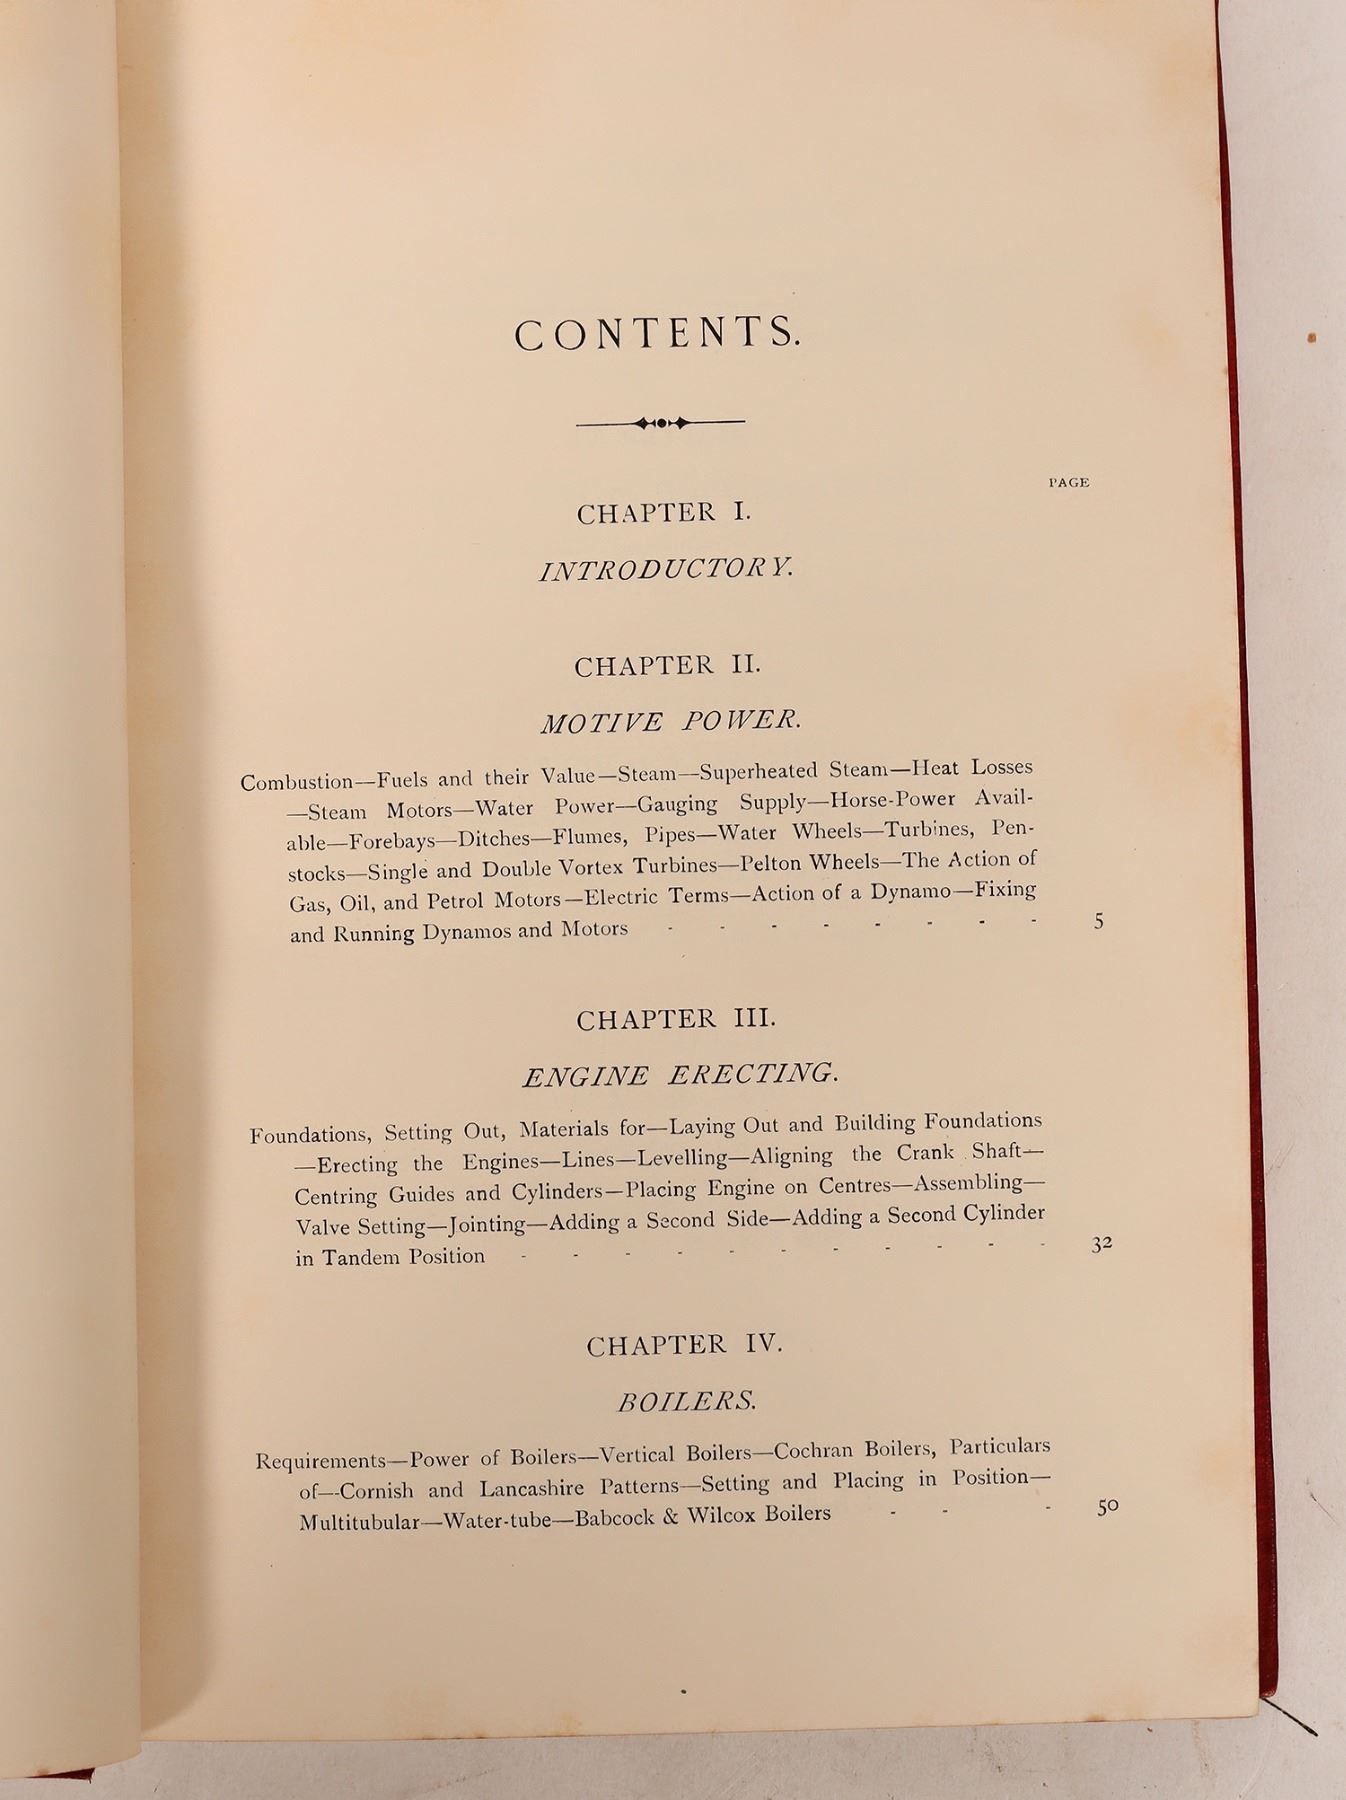 CONTENTS.
PAGE
CHAPTER I.
INTRODUCTORY.
CHAPTER II.
MOTIVE POWER.
Combustion—Fuels and their Value—Steam—Superheated Steam—Heat Losses
—Steam Motors—Water Power—Gauging Supply—Horse-Power Avail-
able—Forebays—Ditches—Flumes, Pipes—Water Wheels—Turbines, Pen-
stocks—Single and Double Vortex Turbines—Pelton Wheels—The Action of
Gas, Oil, and Petrol Motors—Electric Terms—Action of a Dynamo—Fixing
and Running Dynamos and Motors - - - - - - - - 5
CHAPTER III.
ENGINE ERECTING.
Foundations, Setting Out, Materials for—Laying Out and Building Foundations
—Erecting the Engines—Lines—Levelling—Aligning the Crank Shaft—
Centring Guides and Cylinders—Placing Engine on Centres—Assembling—
Valve Setting—Jointing—Adding a Second Side—Adding a Second Cylinder
in Tandem Position - - - - - - - - - - - 32
CHAPTER IV.
BOILERS.
Requirements—Power of Boilers—Vertical Boilers—Cochran Boilers, Particulars
of—Cornish and Lancashire Patterns—Setting and Placing in Position—
Multitubular—Water-tube—Babcock & Wilcox Boilers - - - 50